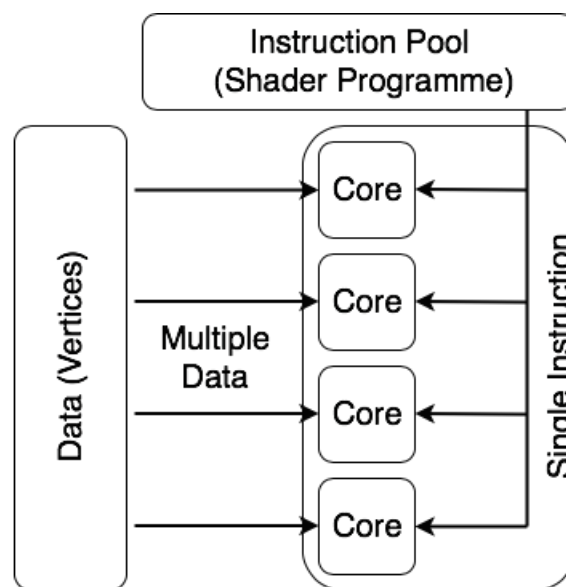 Instruction Pool
(Shader Programme)
Data (Vertices)
Core
Core
Multiple
Data
Core
Core
Single Instruction